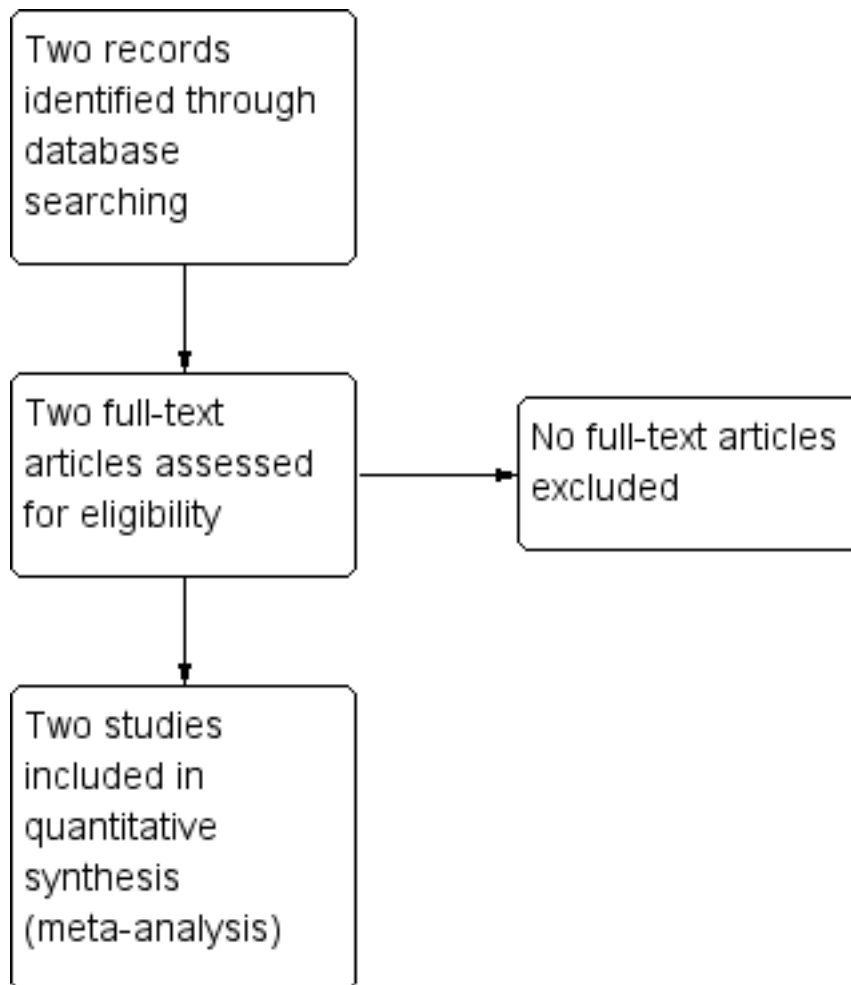 Two records
identified through
database
searching
Two full-text
articles assessed
for eligibility
No full-text articles
excluded
Two studies
included in
quantitative
synthesis
(meta-analysis)